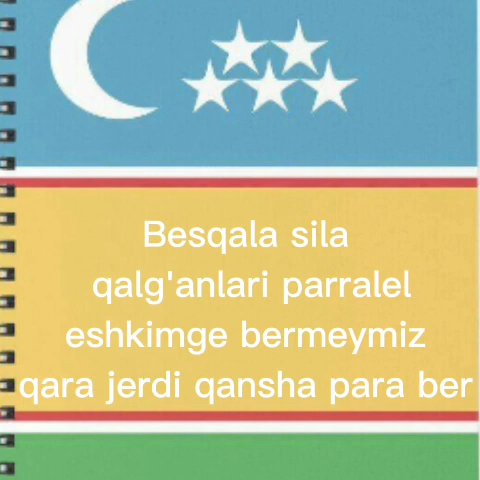 Besqala sila
qalg'anlari parralel
eshkimge bermeymiz
qara jerdi qansha para ber